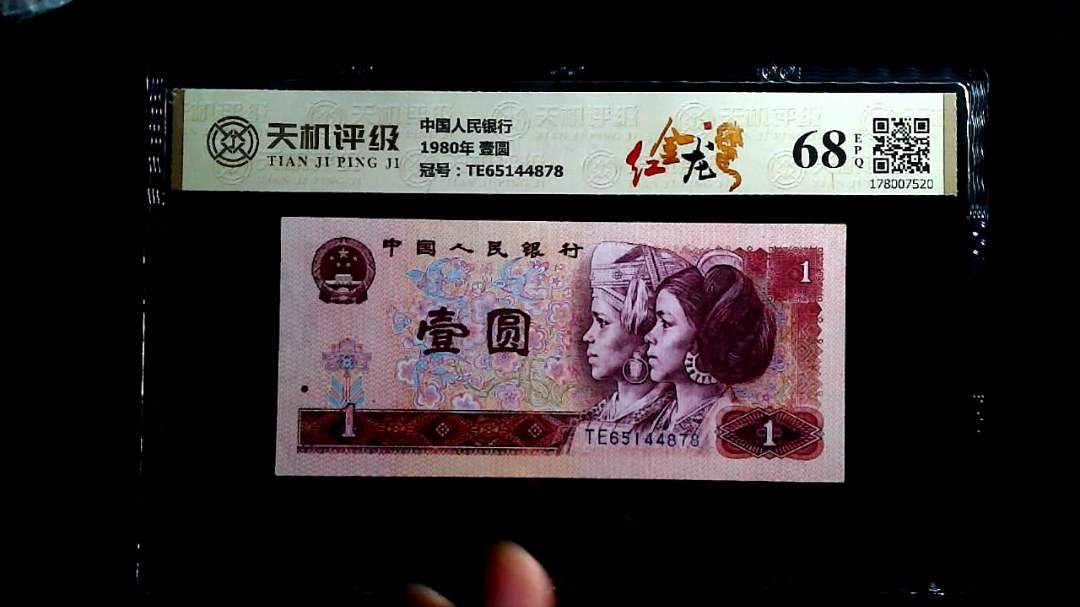 天机评级
TIAN JI PING JI
中国人民银行
1980年 壹圆
冠号：TE65144878
红金龙
68
EPQ
178007520
中国人民银行
1
壹圆
1
TE65144878
1